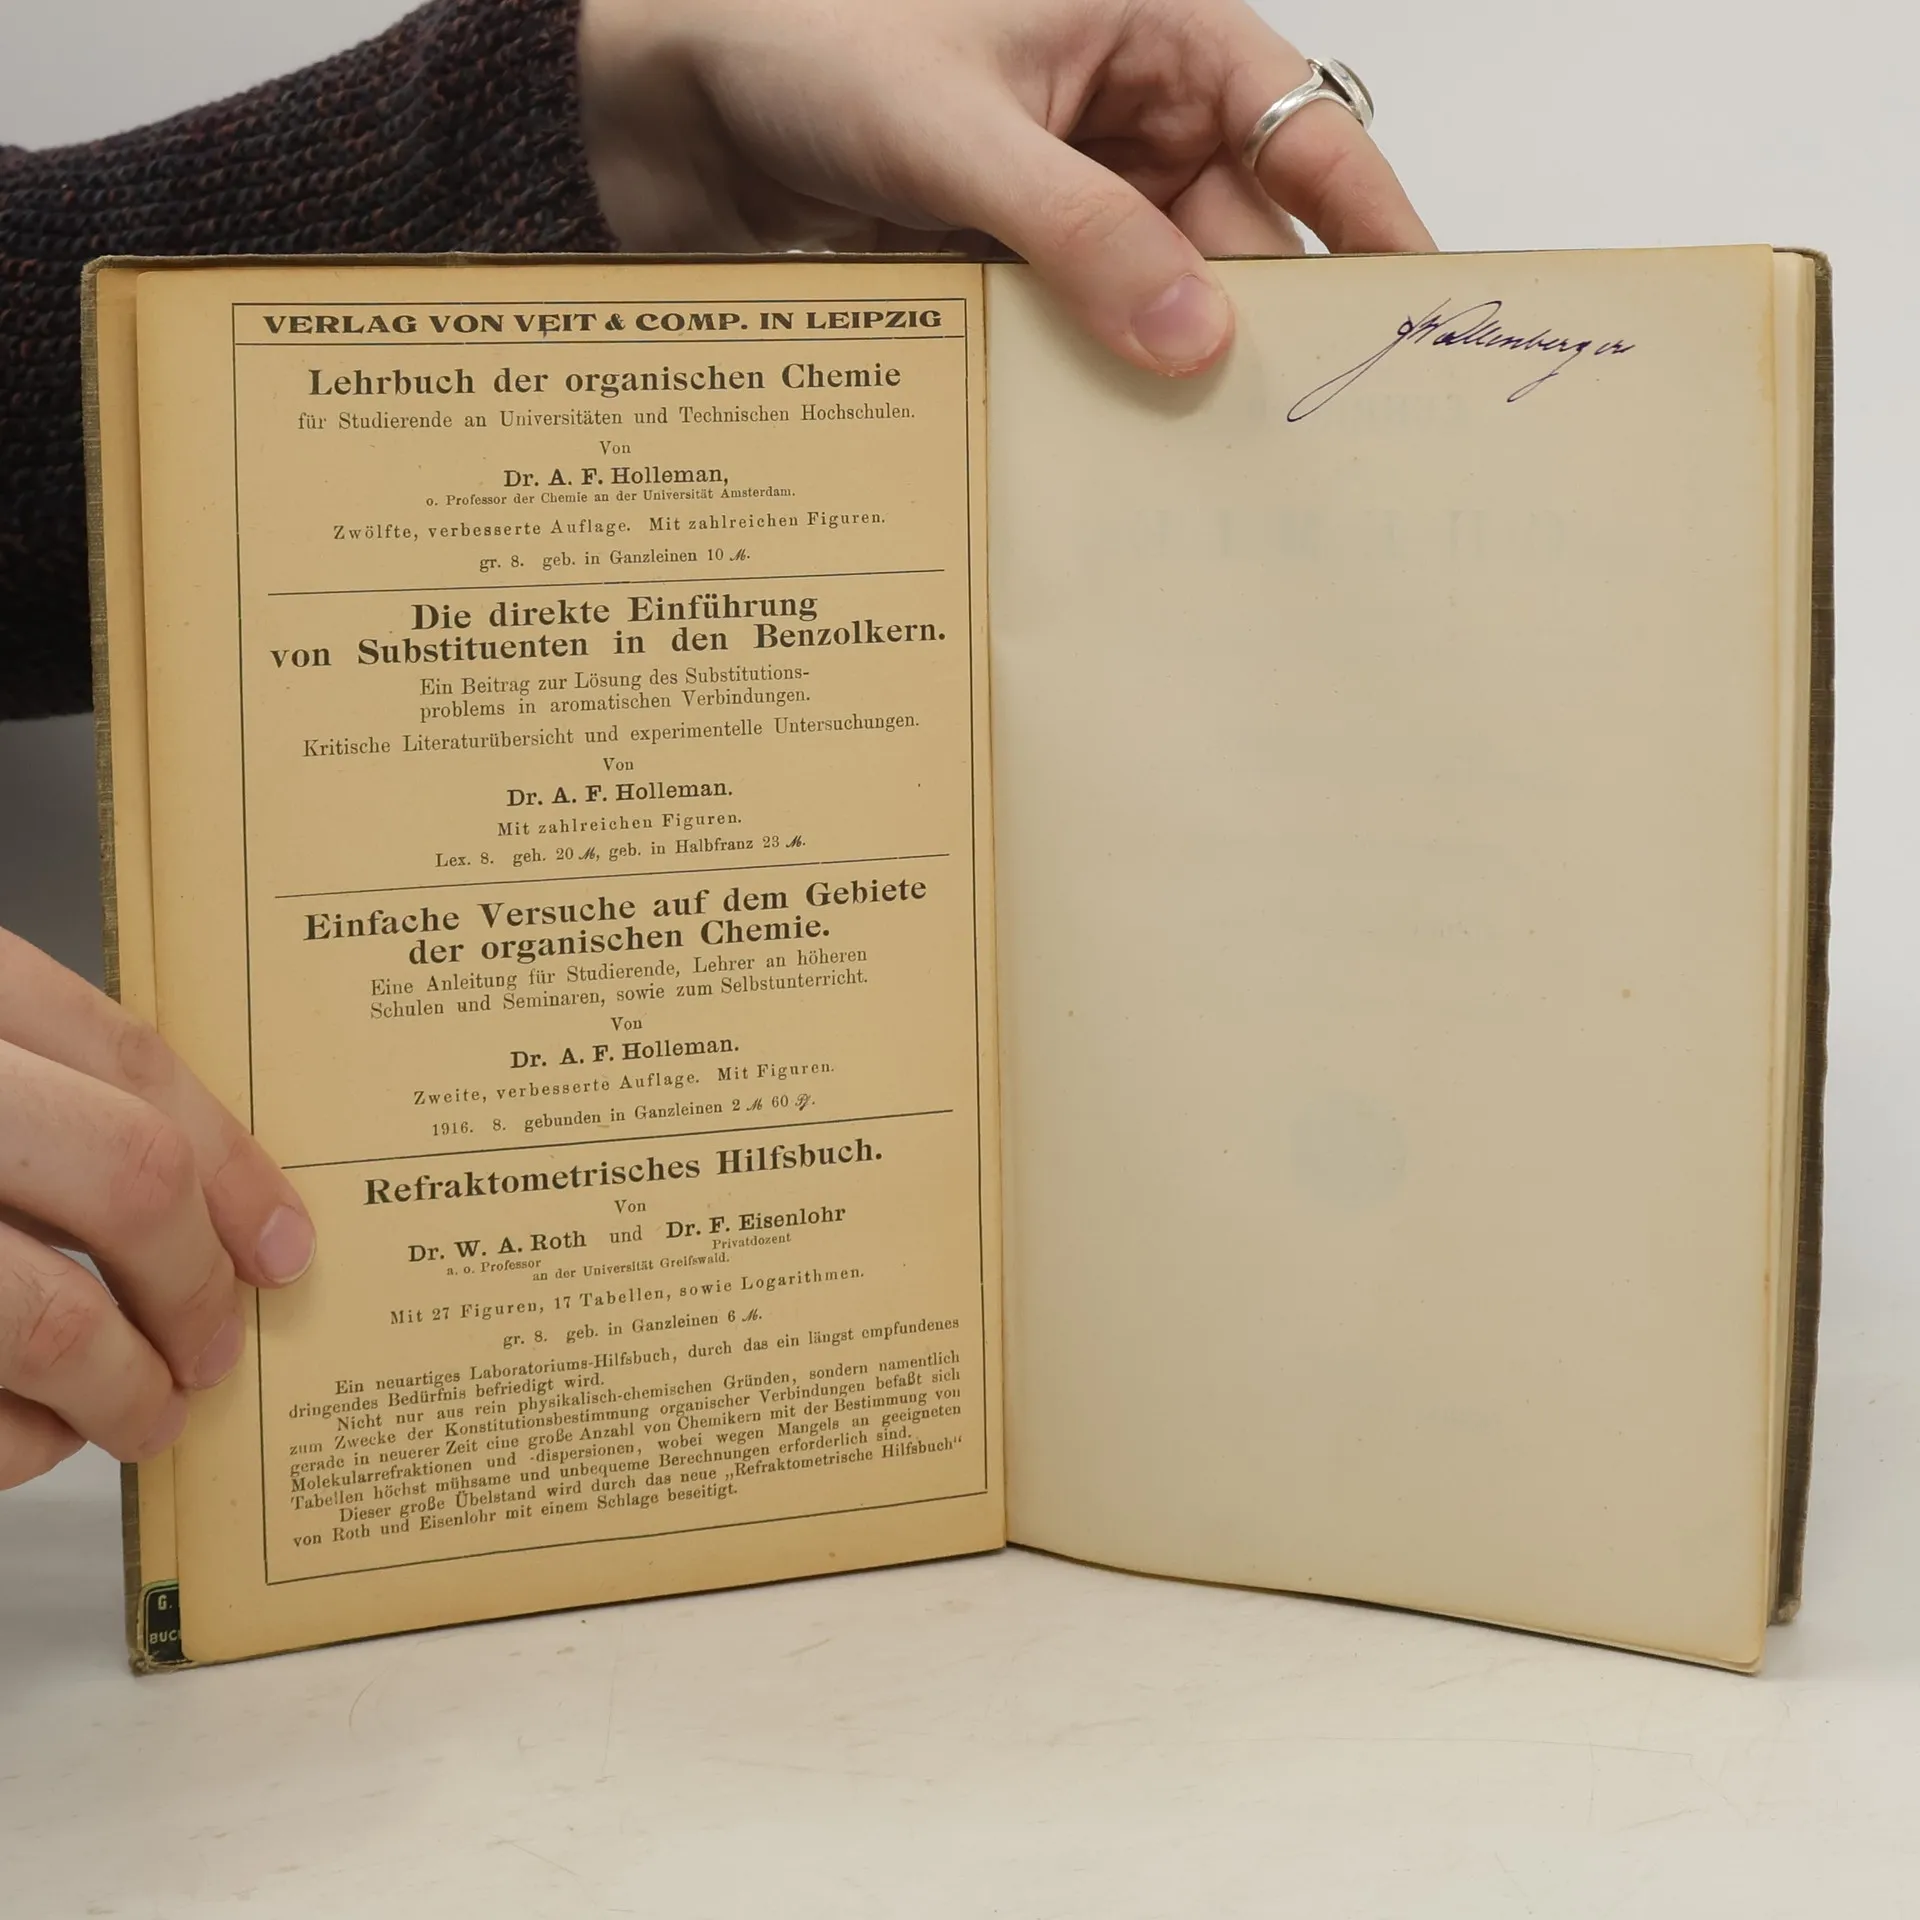 VERLAG VON VEIT & COMP. IN LEIPZIG
Lehrbuch der organischen Chemie
für Studierende an Universitäten und Technischen Hochschulen.
Von
Dr. A. F. Holleman,
o. Professor der Chemie an der Universität Amsterdam.
Zwölfte, verbesserte Auflage. Mit zahlreichen Figuren.
gr. 8. geb. in Ganzleinen 10 ℳ.
Die direkte Einführung
von Substituenten in den Benzolkern.
Ein Beitrag zur Lösung des Substitutions-
problems in aromatischen Verbindungen.
Kritische Literaturübersicht und experimentelle Untersuchungen.
Von
Dr. A. F. Holleman.
Mit zahlreichen Figuren.
Lex. 8. geh. 20 ℳ, geb. in Halbfranz 23 ℳ.
Einfache Versuche auf dem Gebiete
der organischen Chemie.
Eine Anleitung für Studierende, Lehrer an höheren
Schulen und Seminaren, sowie zum Selbstunterricht.
Von
Dr. A. F. Holleman.
Zweite, verbesserte Auflage. Mit Figuren.
1916. 8. gebunden in Ganzleinen 2 ℳ 60 Pf.
Refraktometrisches Hilfsbuch.
Von
Dr. W. A. Roth und Dr. F. Eisenlohr
a. o. Professor Privatdozent
an der Universität Greifswald.
Mit 27 Figuren, 17 Tabellen, sowie Logarithmen.
gr. 8. geb. in Ganzleinen 6 ℳ.
Ein neuartiges Laboratoriums-Hilfsbuch, durch das ein längst empfundenes
dringendes Bedürfnis befriedigt wird.
Nicht nur aus rein physikalisch-chemischen Gründen, sondern namentlich
zum Zwecke der Konstitutionsbestimmung organischer Verbindungen befaßt sich
gerade in neuerer Zeit eine große Anzahl von Chemikern mit der Bestimmung von
Molekularrefraktionen und -dispersionen, wobei wegen Mangels an geeigneten
Tabellen höchst mühsame und unbequeme Berechnungen erforderlich sind.
Dieser große Übelstand wird durch das neue „Refraktometrische Hilfsbuch“
von Roth und Eisenlohr mit einem Schlage beseitigt.
G.
BUC
Wallenberger